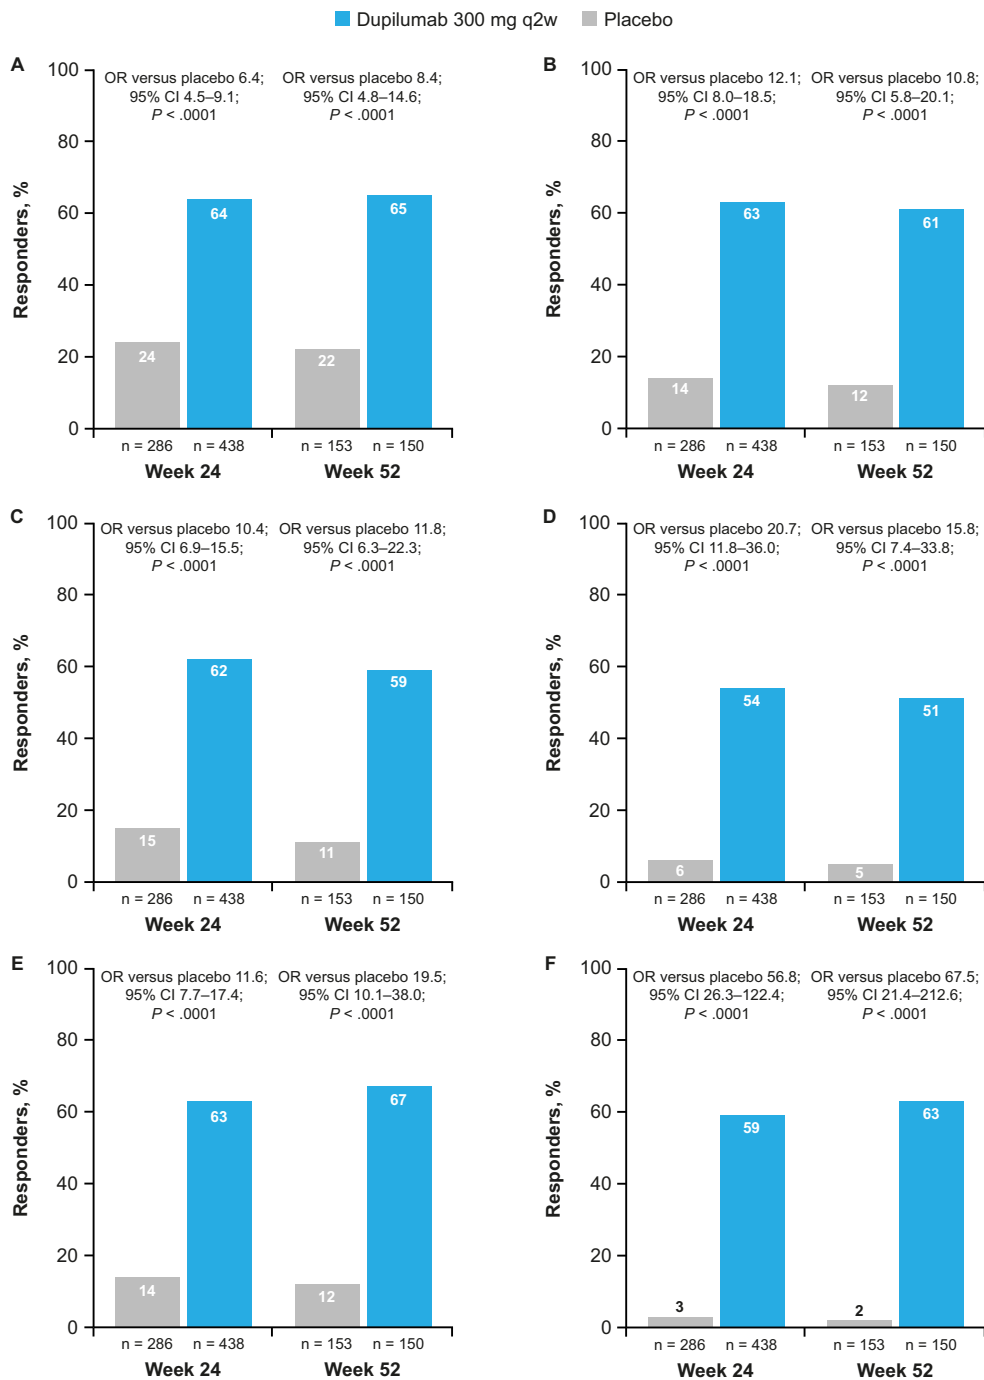 Dupilumab 300 mg q2w Placebo
A
OR versus placebo 6.4;
95% CI 4.5–9.1;
P < .0001
OR versus placebo 8.4;
95% CI 4.8–14.6;
P < .0001
Responders, %
100
80
60
40
20
0
24
64
22
65
n = 286 n = 438 n = 153 n = 150
Week 24 Week 52
B
OR versus placebo 12.1;
95% CI 8.0–18.5;
P < .0001
OR versus placebo 10.8;
95% CI 5.8–20.1;
P < .0001
Responders, %
100
80
60
40
20
0
14
63
12
61
n = 286 n = 438 n = 153 n = 150
Week 24 Week 52
C
OR versus placebo 10.4;
95% CI 6.9–15.5;
P < .0001
OR versus placebo 11.8;
95% CI 6.3–22.3;
P < .0001
Responders, %
100
80
60
40
20
0
15
62
11
59
n = 286 n = 438 n = 153 n = 150
Week 24 Week 52
D
OR versus placebo 20.7;
95% CI 11.8–36.0;
P < .0001
OR versus placebo 15.8;
95% CI 7.4–33.8;
P < .0001
Responders, %
100
80
60
40
20
0
6
54
5
51
n = 286 n = 438 n = 153 n = 150
Week 24 Week 52
E
OR versus placebo 11.6;
95% CI 7.7–17.4;
P < .0001
OR versus placebo 19.5;
95% CI 10.1–38.0;
P < .0001
Responders, %
100
80
60
40
20
0
14
63
12
67
n = 286 n = 438 n = 153 n = 150
Week 24 Week 52
F
OR versus placebo 56.8;
95% CI 26.3–122.4;
P < .0001
OR versus placebo 67.5;
95% CI 21.4–212.6;
P < .0001
Responders, %
100
80
60
40
20
0
3
59
2
63
n = 286 n = 438 n = 153 n = 150
Week 24 Week 52